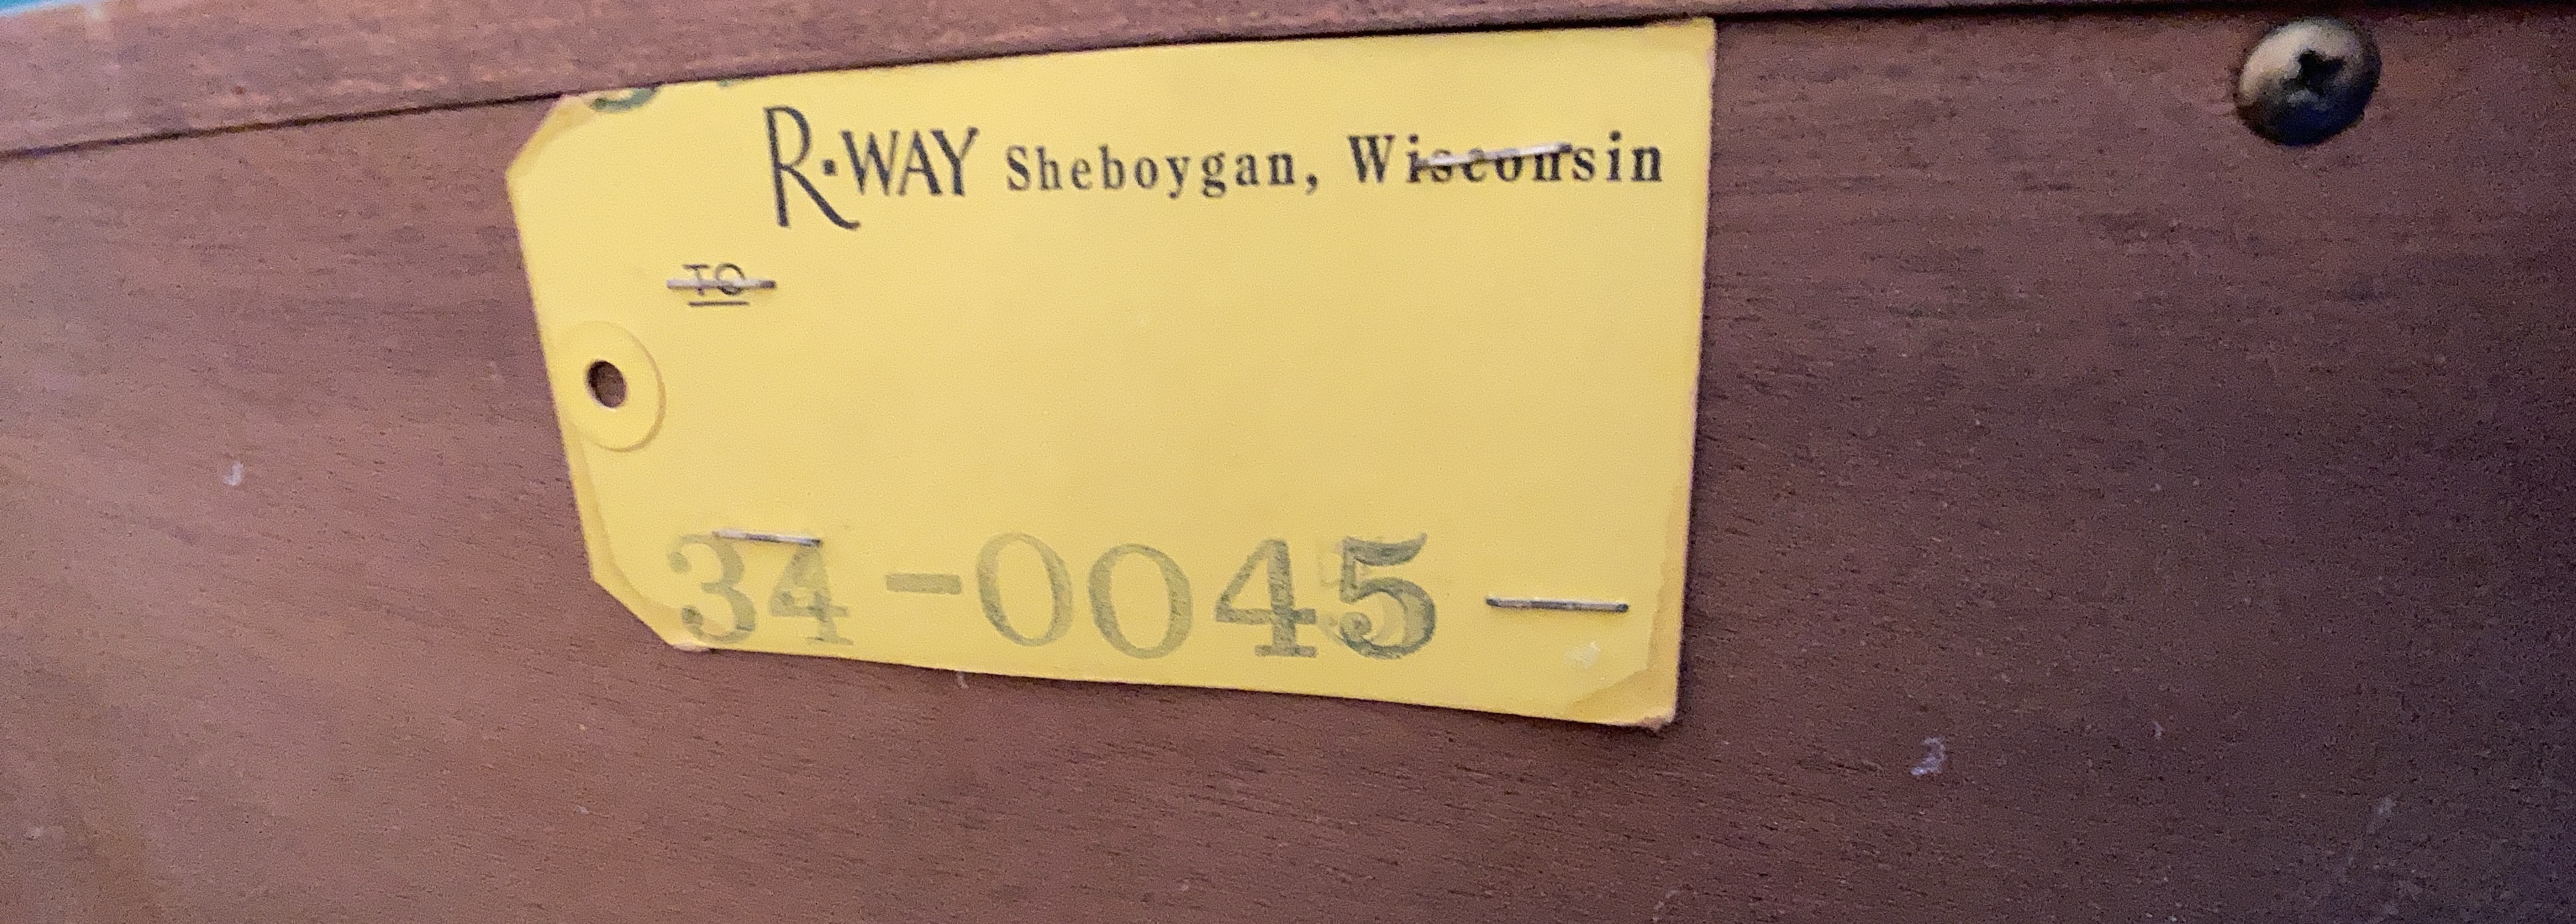 R·WAY Sheboygan, Wisconsin
TO
34-0045